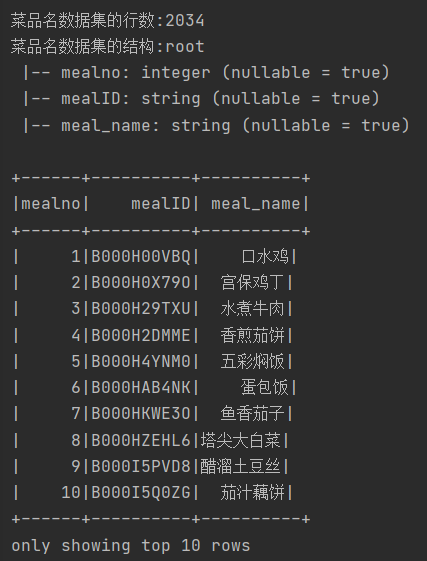 菜品名数据集的行数:2034
菜品名数据集的结构:root
 |-- mealno: integer (nullable = true)
 |-- mealID: string (nullable = true)
 |-- meal_name: string (nullable = true)

+------+----------+----------+
|mealno|    mealID| meal_name|
+------+----------+----------+
|     1|B000H00VBQ|    口水鸡|
|     2|B000H0X79O|  宫保鸡丁|
|     3|B000H29TXU|  水煮牛肉|
|     4|B000H2DMME|  香煎茄饼|
|     5|B000H4YNM0|  五彩焖饭|
|     6|B000HAB4NK|    蛋包饭|
|     7|B000HKWE3O|  鱼香茄子|
|     8|B000HZEHL6|塔尖大白菜|
|     9|B000I5PVD8|醋溜土豆丝|
|    10|B000I5Q0ZG|  茄汁藕饼|
+------+----------+----------+
only showing top 10 rows